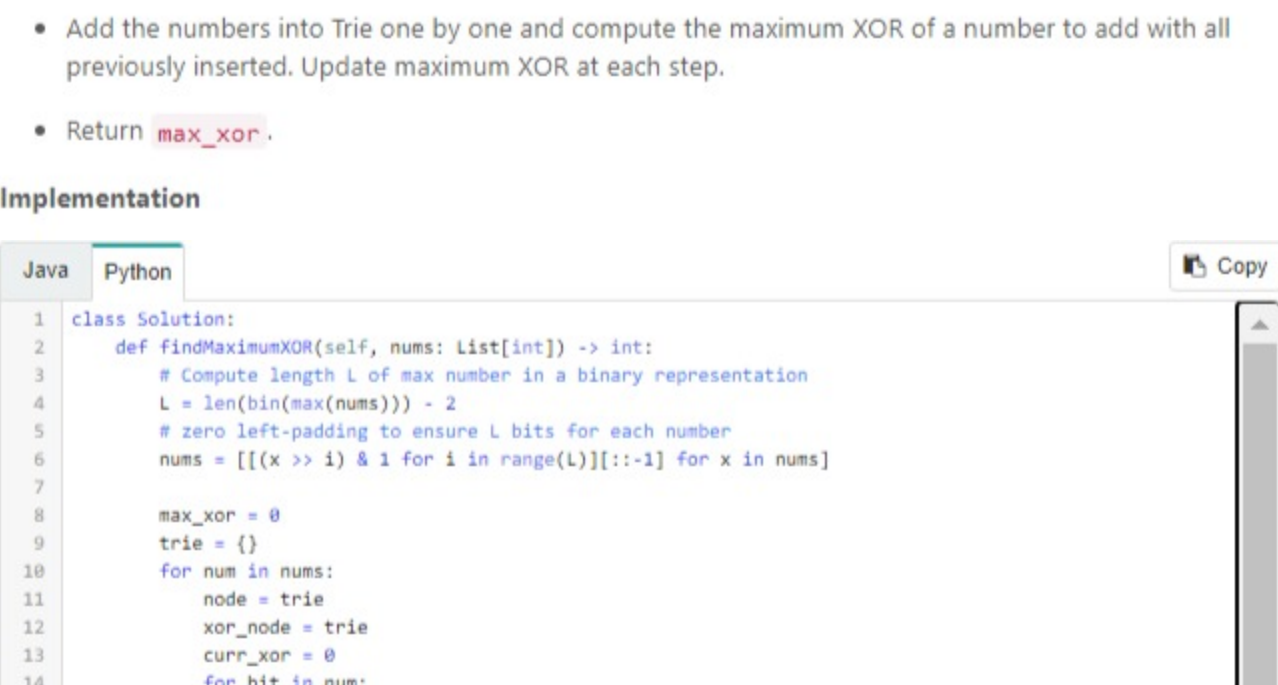 Add the numbers into Trie one by one and compute the maximum XOR of a number to add with all
previously inserted. Update maximum XOR at each step.
Return max_xor.
Implementation
Java Python Copy
1 class Solution:
2 def findMaximumXOR(self, nums: List[int]) -> int:
3 # Compute length L of max number in a binary representation
4 L = len(bin(max(nums))) - 2
5 # zero left-padding to ensure L bits for each number
6 nums = [[(x >> i) & 1 for i in range(L)][::-1] for x in nums]
7
8 max_xor = 0
9 trie = {}
10 for num in nums:
11 node = trie
12 xor_node = trie
13 curr_xor = 0
14 for bit in num: